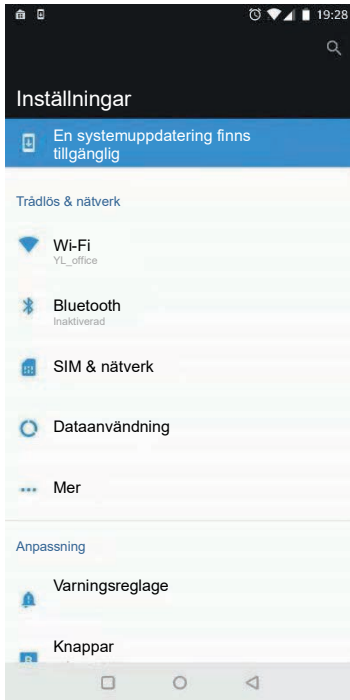 19:28
Inställningar
En systemuppdatering finns
tillgänglig
Trådlös & nätverk
Wi-Fi
YL_office
Bluetooth
Inaktiverad
SIM & nätverk
Dataanvändning
Mer
Anpassning
Varningsreglage
Knappar